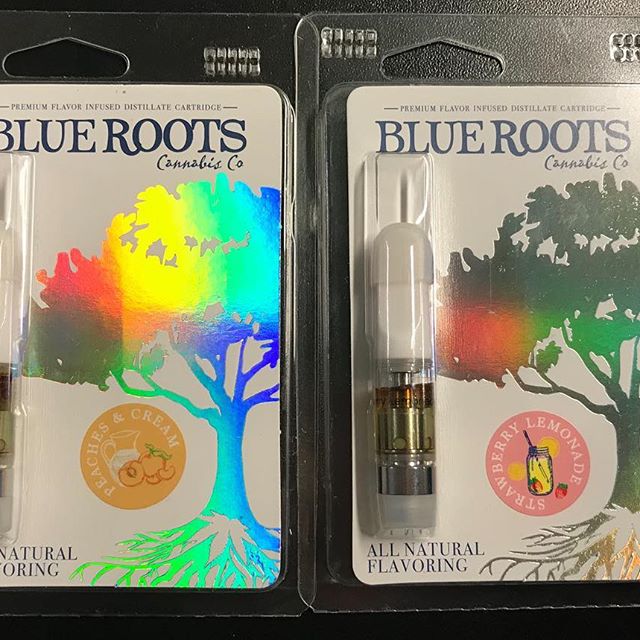 PREMIUM FLAVOR INFUSED DISTILLATE CARTRIDGE
BLUE ROOTS
Cannabis Co
PEACHES & CREAM
NATURAL
PREMIUM FLAVOR INFUSED DISTILLATE CARTRIDGE
BLUE ROOTS
Cannabis Co
STRAWBERRY LEMONADE
ALL NATURAL
FLAVORING